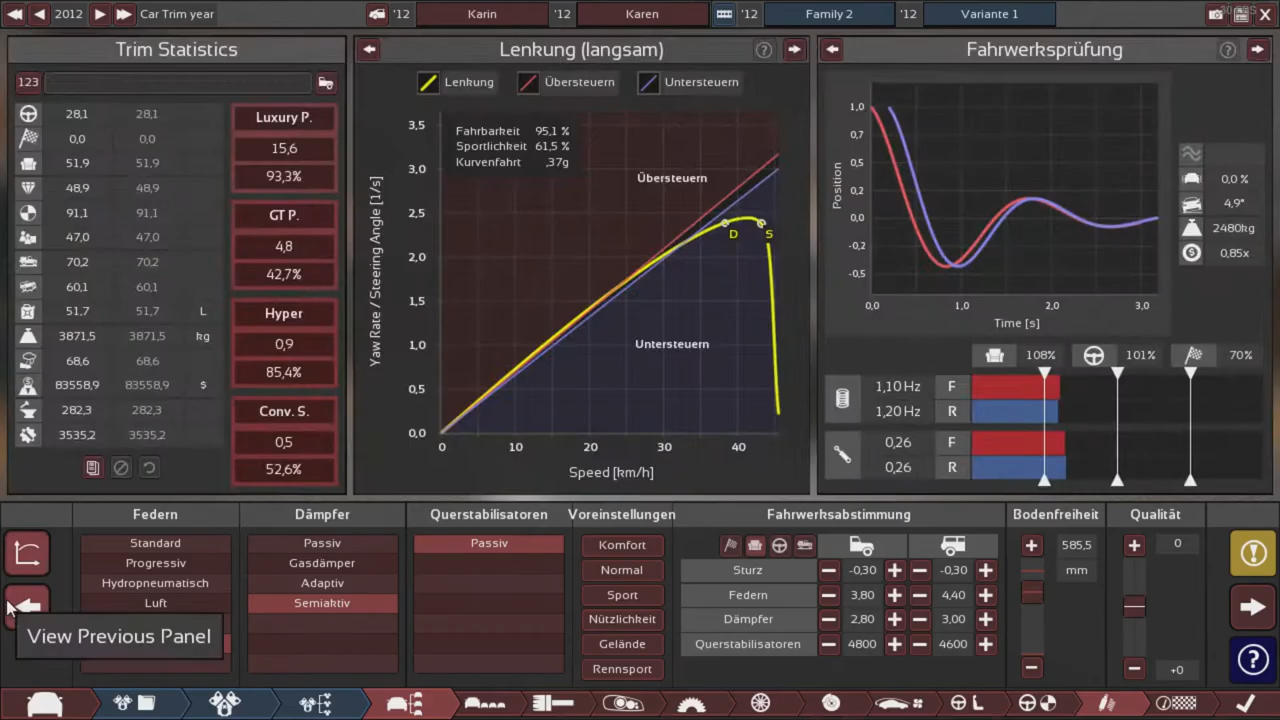 2012 Car Trim year '12 Karin '12 Karen '12 Family 2 '12 Variante 1
Trim Statistics
123
28,1 28,1
0,0 0,0
51,9 51,9
48,9 48,9
91,1 91,1
47,0 47,0
70,2 70,2
60,1 60,1
51,7 51,7 L
3871,5 3871,5 kg
68,6 68,6
83558,9 83558,9 $
282,3 282,3
3535,2 3535,2
Luxury P.
15,6
93,3%
GT P.
4,8
42,7%
Hyper
0,9
85,4%
Conv. S.
0,5
52,6%
Lenkung (langsam) ?
Lenkung Übersteuern Untersteuern
Fahrbarkeit 95,1 %
Sportlichkeit 61,5 %
Kurvenfahrt ,37g
Yaw Rate / Steering Angle [1/s]
3,5
3,0
2,5
2,0
1,5
1,0
0,5
0,0
Übersteuern
D S
Untersteuern
0 10 20 30 40
Speed [km/h]
Fahrwerksprüfung ?
Position
1,0
0,7
0,5
0,2
0,0
-0,2
-0,5
0,0 1,0 2,0 3,0
Time [s]
0,0 %
4,9°
2480kg
0,85x
108% 101% 70%
1,10 Hz F
1,20 Hz R
0,26 F
0,26 R
Federn
Standard
Progressiv
Hydropneumatisch
Luft
View Previous Panel
Dämpfer
Passiv
Gasdämper
Adaptiv
Semiaktiv
Querstabilisatoren
Passiv
Voreinstellungen
Komfort
Normal
Sport
Nützlichkeit
Gelände
Rennsport
Fahrwerksabstimmung
Sturz -0,30 -0,30
Federn 3,80 4,40
Dämpfer 2,80 3,00
Querstabilisatoren 4800 4600
Bodenfreiheit
585,5
mm
Qualität
0
+0
?